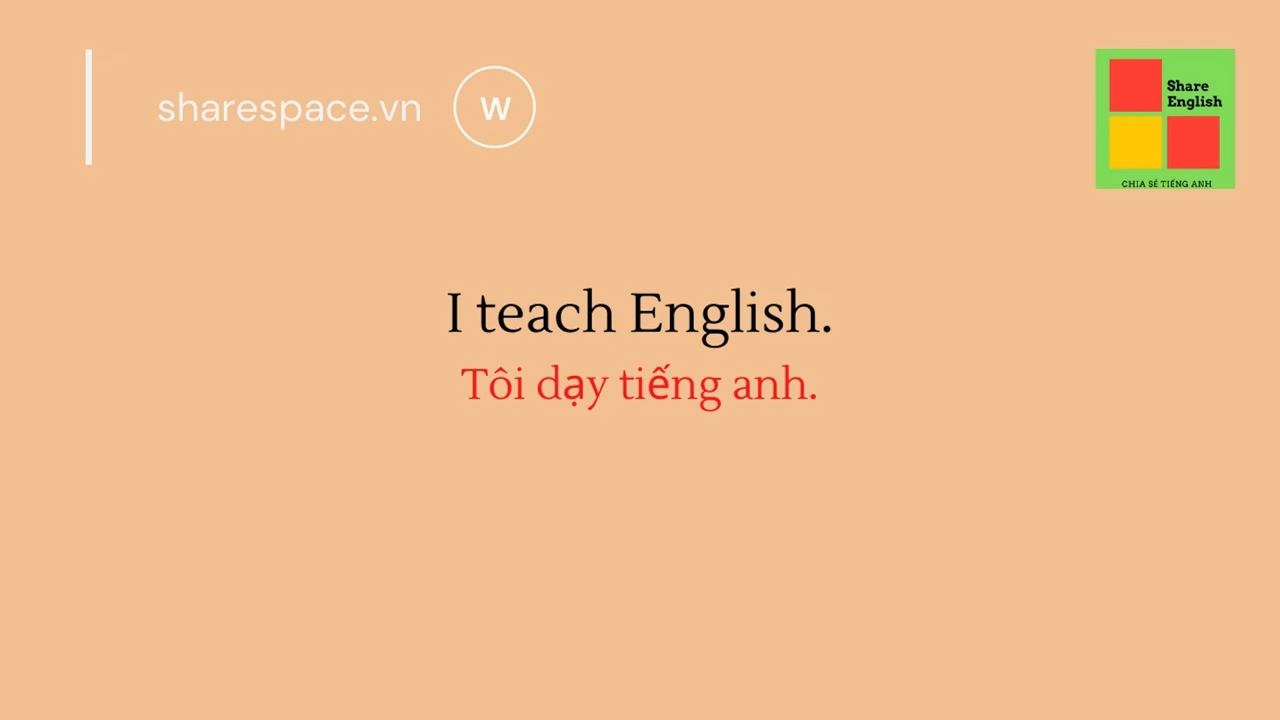 sharespace.vn
W
Share
English
CHIA SẺ TIẾNG ANH
I teach English.
Tôi dạy tiếng anh.